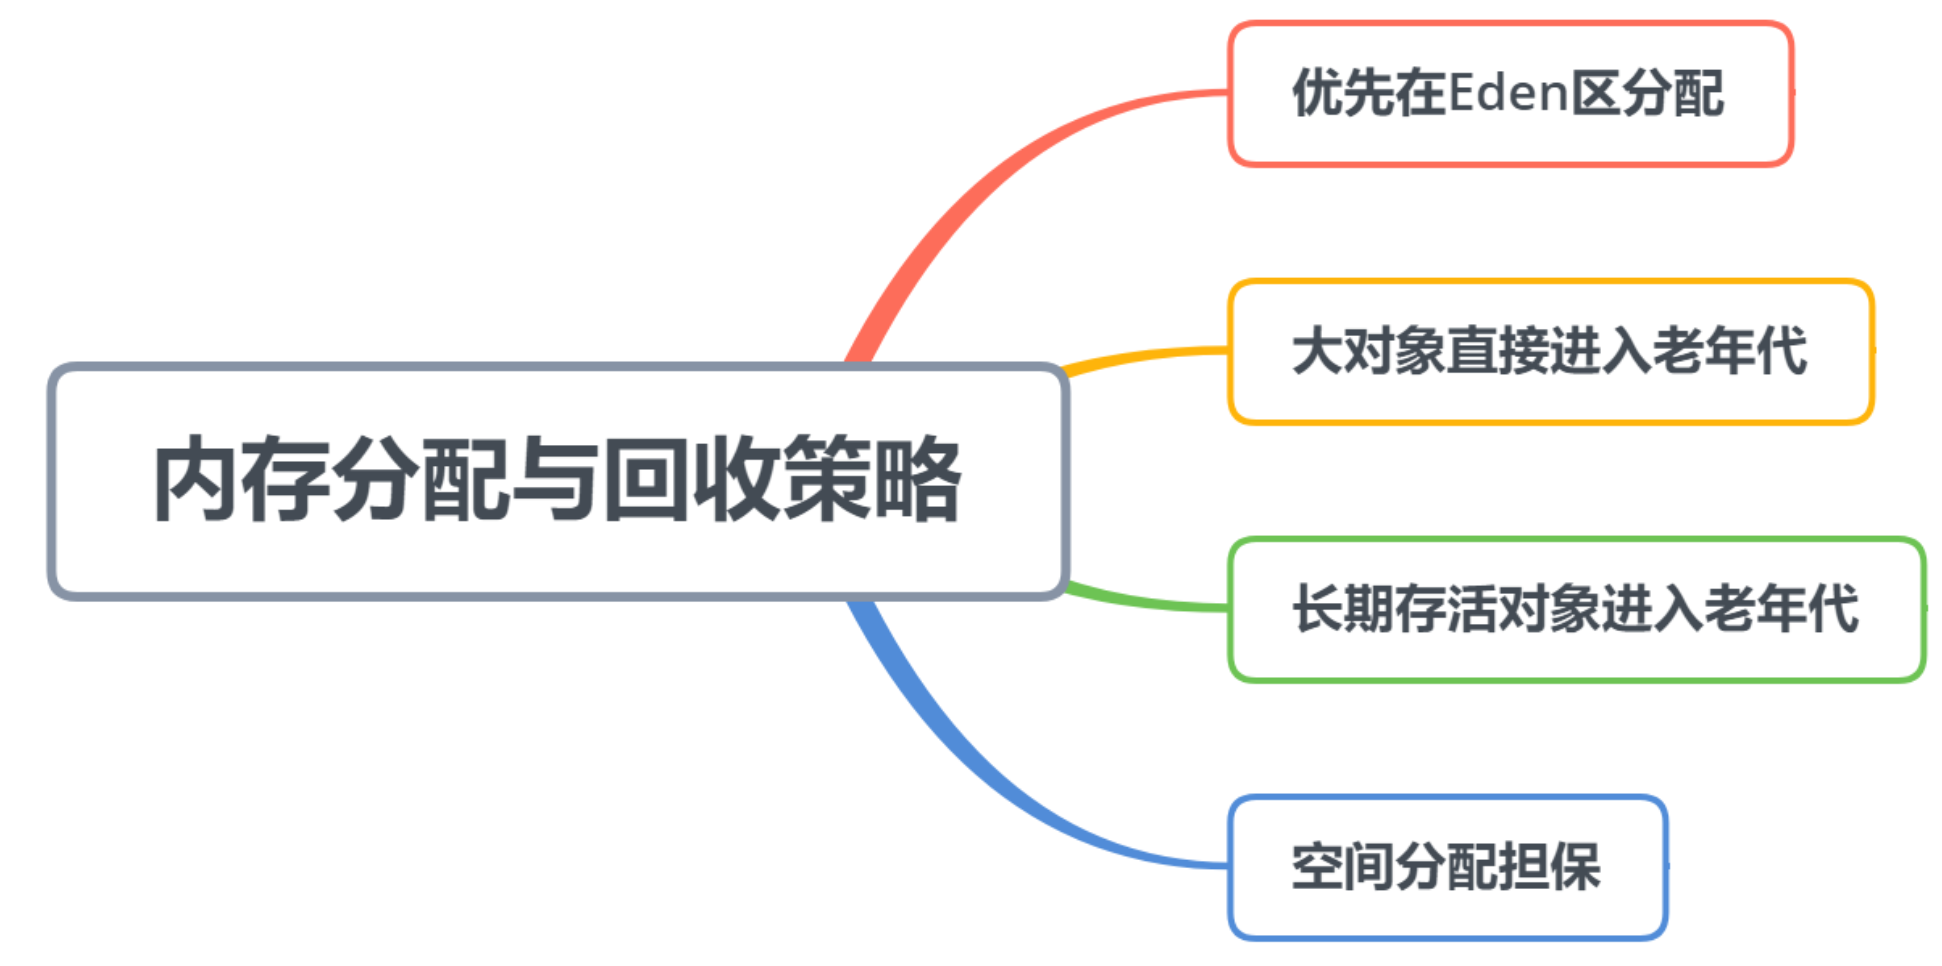 优先在Eden区分配
大对象直接进入老年代
内存分配与回收策略
长期存活对象进入老年代
空间分配担保